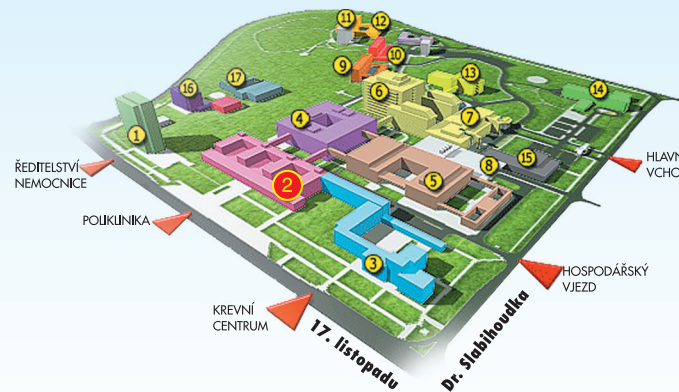 11
12
10
9
17
16
13
6
14
4
7
1
8
15
ŘEDITELSTVÍ
NEMOCNICE
HLAVN
VCHO
2
5
POLIKLINIKA
3
HOSPODÁŘSKÝ
VJEZD
KREVNÍ
CENTRUM
17. listopadu
Dr. Slabihoudka